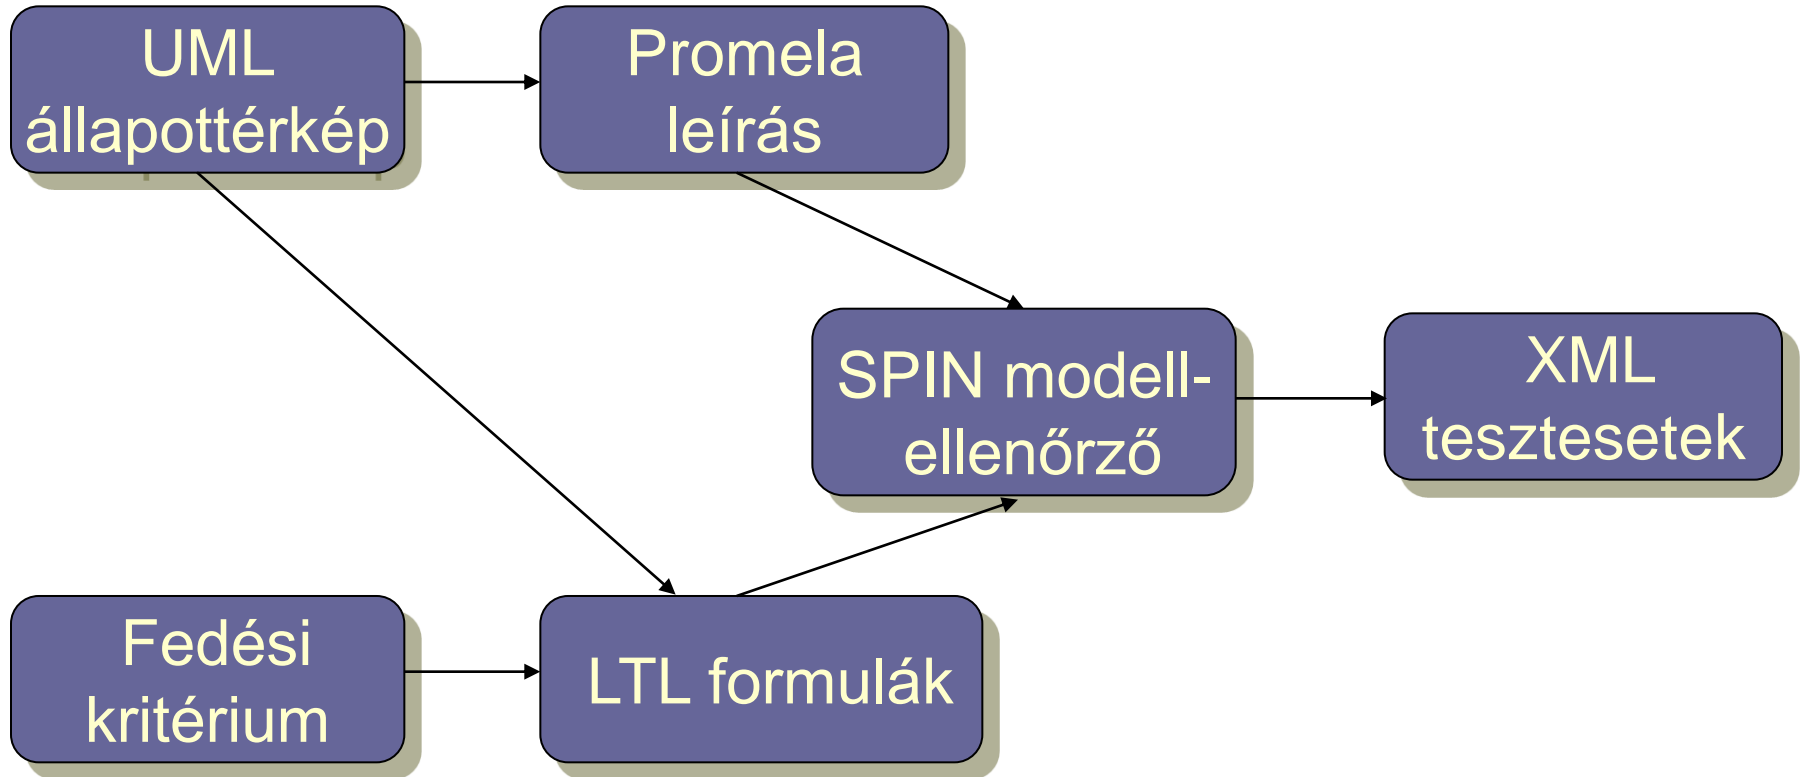 UML
állapottérkép
Promela
leírás
SPIN modell-
ellenőrző
XML
tesztesetek
Fedési
kritérium
LTL formulák